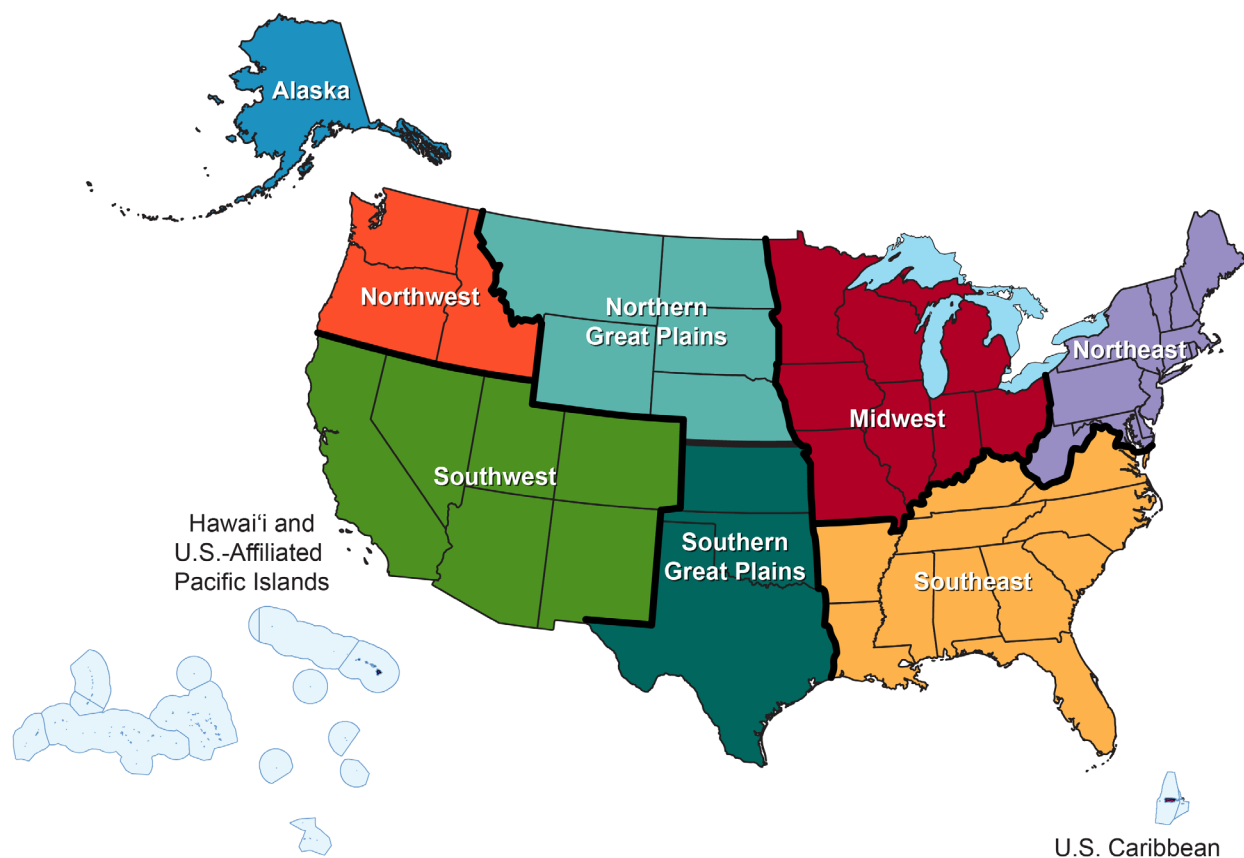 Alaska
Northwest
Northern
Great Plains
Northeast
Midwest
Southwest
Hawai‘i and
U.S.-Affiliated
Pacific Islands
Southern
Great Plains
Southeast
U.S. Caribbean